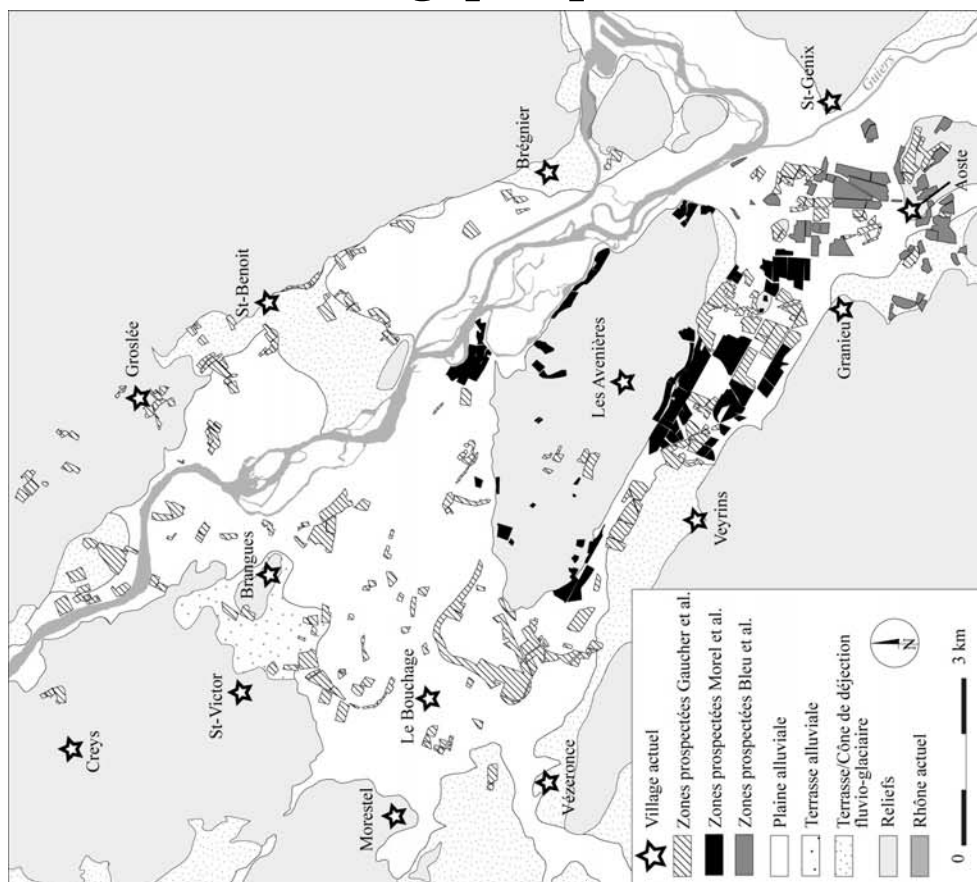 Creys
Groslée
St-Benoit
St-Victor
Brangues
Brégnier
Morestel
Le Bouchage
Vézeronce
Les Avenières
St-Genix
Guiers
Veyrins
Granieu
Aoste
Village actuel
Zones prospectées Gaucher et al.
Zones prospectées Morel et al.
Zones prospectées Bleu et al.
Plaine alluviale
Terrasse alluviale
Terrasse/Cône de déjection
fluvio-glaciaire
Reliefs
Rhône actuel
N
0 3 km